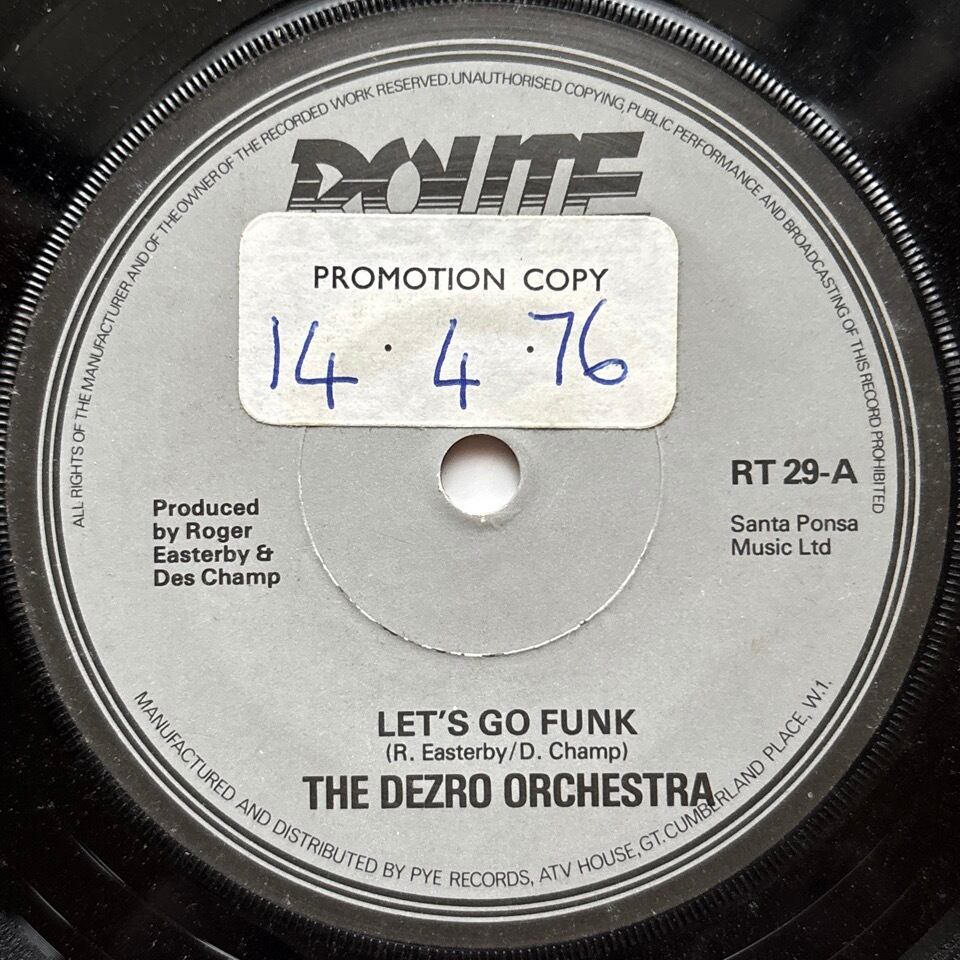 ALL RIGHTS OF THE MANUFACTURER AND OF THE OWNER OF THE RECORDED WORK RESERVED. UNAUTHORISED COPYING, PUBLIC PERFORMANCE AND BROADCASTING OF THIS RECORD PROHIBITED
ROUTE
PROMOTION COPY
14 · 4 · 76
RT 29-A
Santa Ponsa
Music Ltd
Produced
by Roger
Easterby &
Des Champ
LET'S GO FUNK
(R. Easterby/D. Champ)
THE DEZRO ORCHESTRA
MANUFACTURED AND DISTRIBUTED BY PYE RECORDS, ATV HOUSE, GT. CUMBERLAND PLACE, W.1.